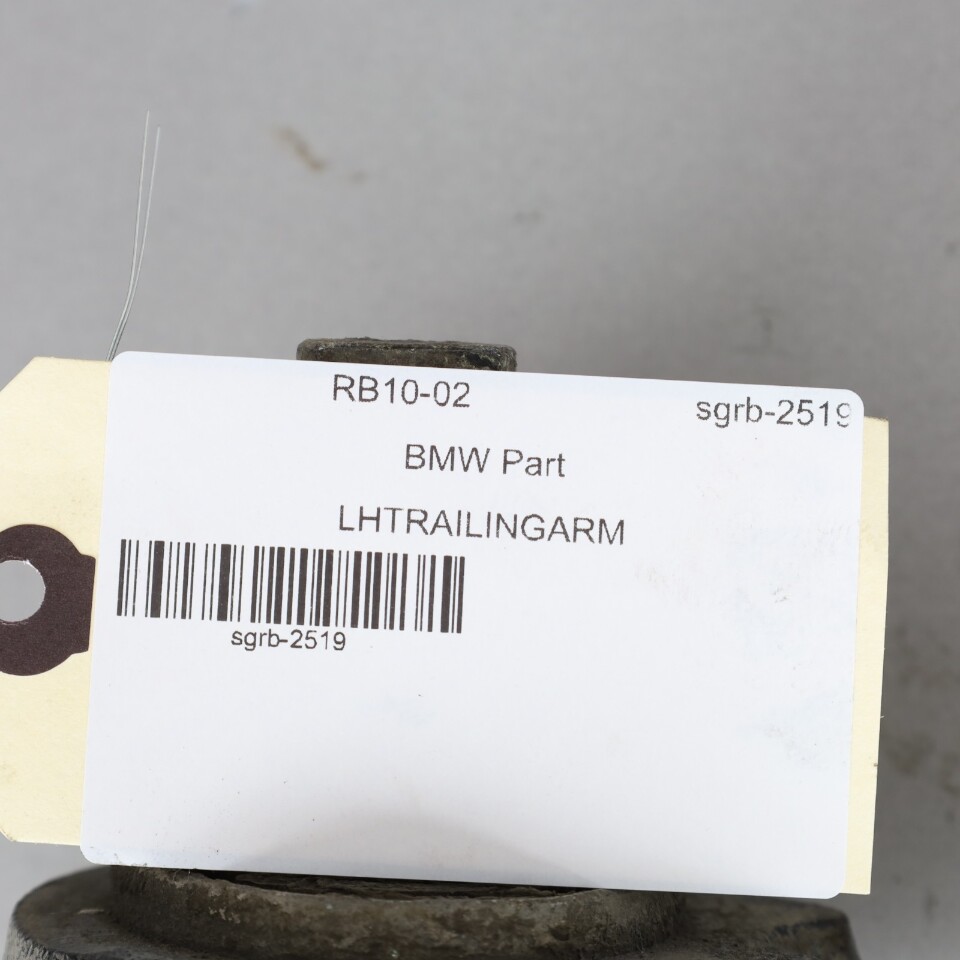 RB10-02 sgrb-2519
BMW Part
LHTRAILINGARM
sgrb-2519